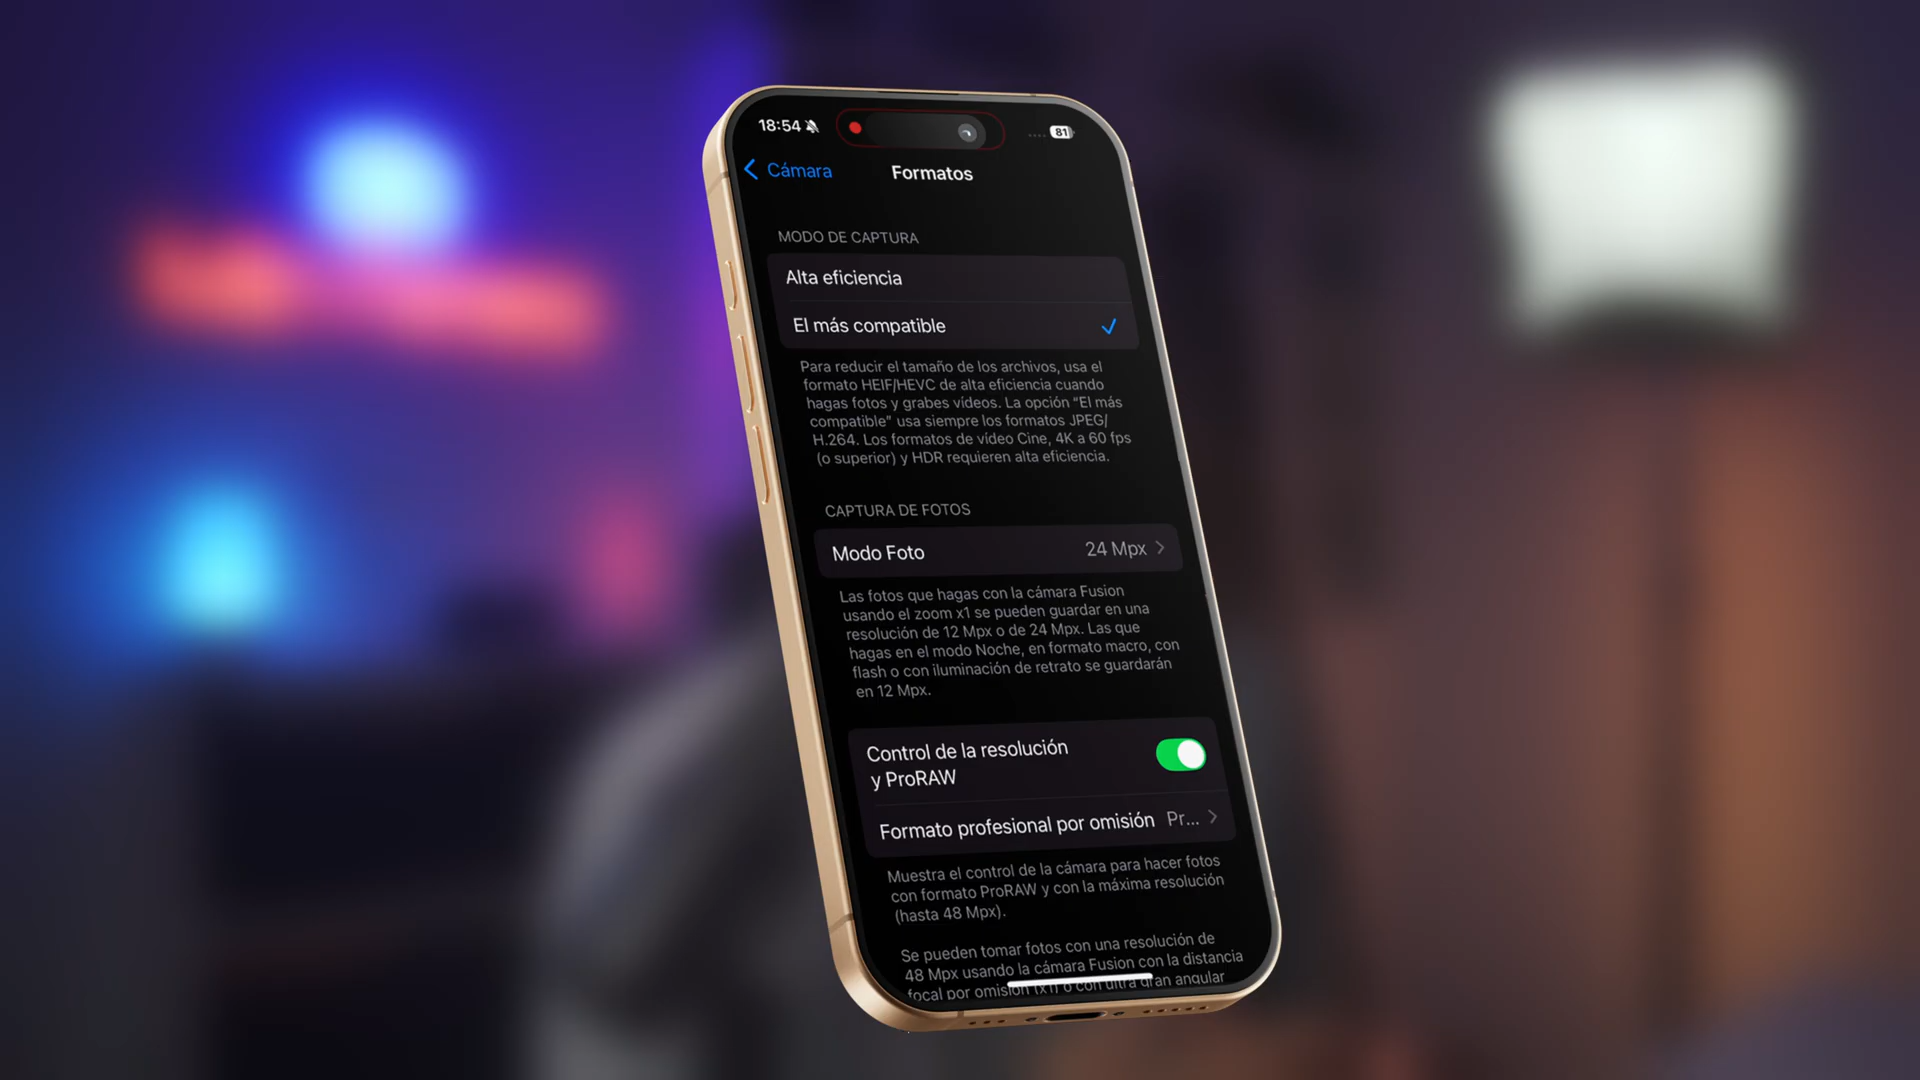 18:54
81
Cámara
Formatos
MODO DE CAPTURA
Alta eficiencia
El más compatible
Para reducir el tamaño de los archivos, usa el
formato HEIF/HEVC de alta eficiencia cuando
hagas fotos y grabes vídeos. La opción “El más
compatible” usa siempre los formatos JPEG/
H.264. Los formatos de vídeo Cine, 4K a 60 fps
(o superior) y HDR requieren alta eficiencia.
CAPTURA DE FOTOS
Modo Foto 24 Mpx
Las fotos que hagas con la cámara Fusion
usando el zoom x1 se pueden guardar en una
resolución de 12 Mpx o de 24 Mpx. Las que
hagas en el modo Noche, en formato macro, con
flash o con iluminación de retrato se guardarán
en 12 Mpx.
Control de la resolución
y ProRAW
Formato profesional por omisión Pr...
Muestra el control de la cámara para hacer fotos
con formato ProRAW y con la máxima resolución
(hasta 48 Mpx).
Se pueden tomar fotos con una resolución de
48 Mpx usando la cámara Fusion con la distancia
focal por omisión (x1) o con ultra gran angular